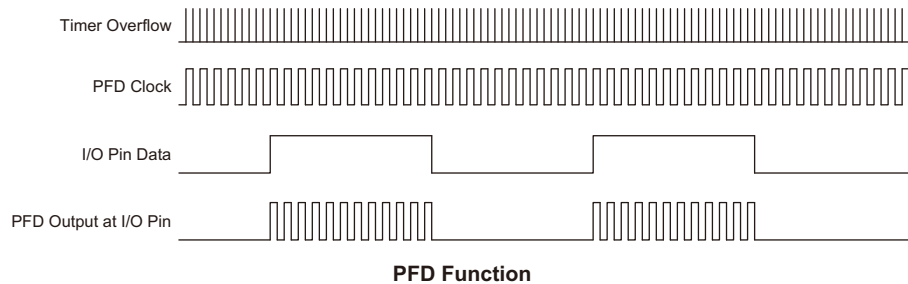 Timer Overflow
PFD Clock
I/O Pin Data
PFD Output at I/O Pin
PFD Function